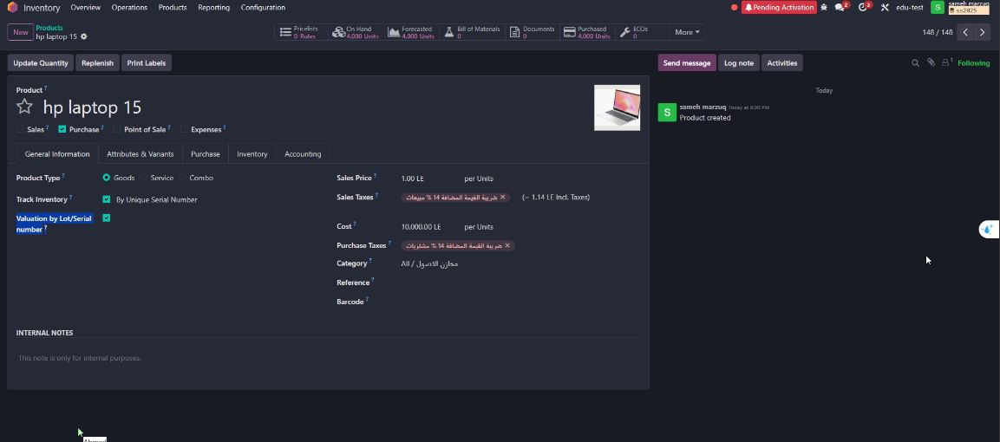 Inventory Overview Operations Products Reporting Configuration
Pending Activation 2 3 edu-test S sameh marzuq
ss2025
New Products
hp laptop 15
Pricelists
0 Rules
On Hand
4.000 Units
Forecasted
4.000 Units
Bill of Materials
0
Documents
0
Purchased
4.000 Units
ECOs
0
More
148 / 148
Update Quantity Replenish Print Labels
Send message Log note Activities
1 Following
Product ?
hp laptop 15
Sales ? Purchase ? Point of Sale ? Expenses ?
Today
S sameh marzuq Today at 8:00 PM
Product created
General Information Attributes & Variants Purchase Inventory Accounting
Product Type ? Goods Service Combo
Track Inventory ? By Unique Serial Number
Valuation by Lot/Serial
number ?
Sales Price ? 1.00 LE per Units
Sales Taxes ? ضريبة القيمة المضافة 14 % مبيعات × (= 1.14 LE Incl. Taxes)
Cost ? 10,000.00 LE per Units
Purchase Taxes ? ضريبة القيمة المضافة 14 % مشتريات ×
Category ? All / مخازن الاصول
Reference ?
Barcode ?
INTERNAL NOTES
This note is only for internal purposes.